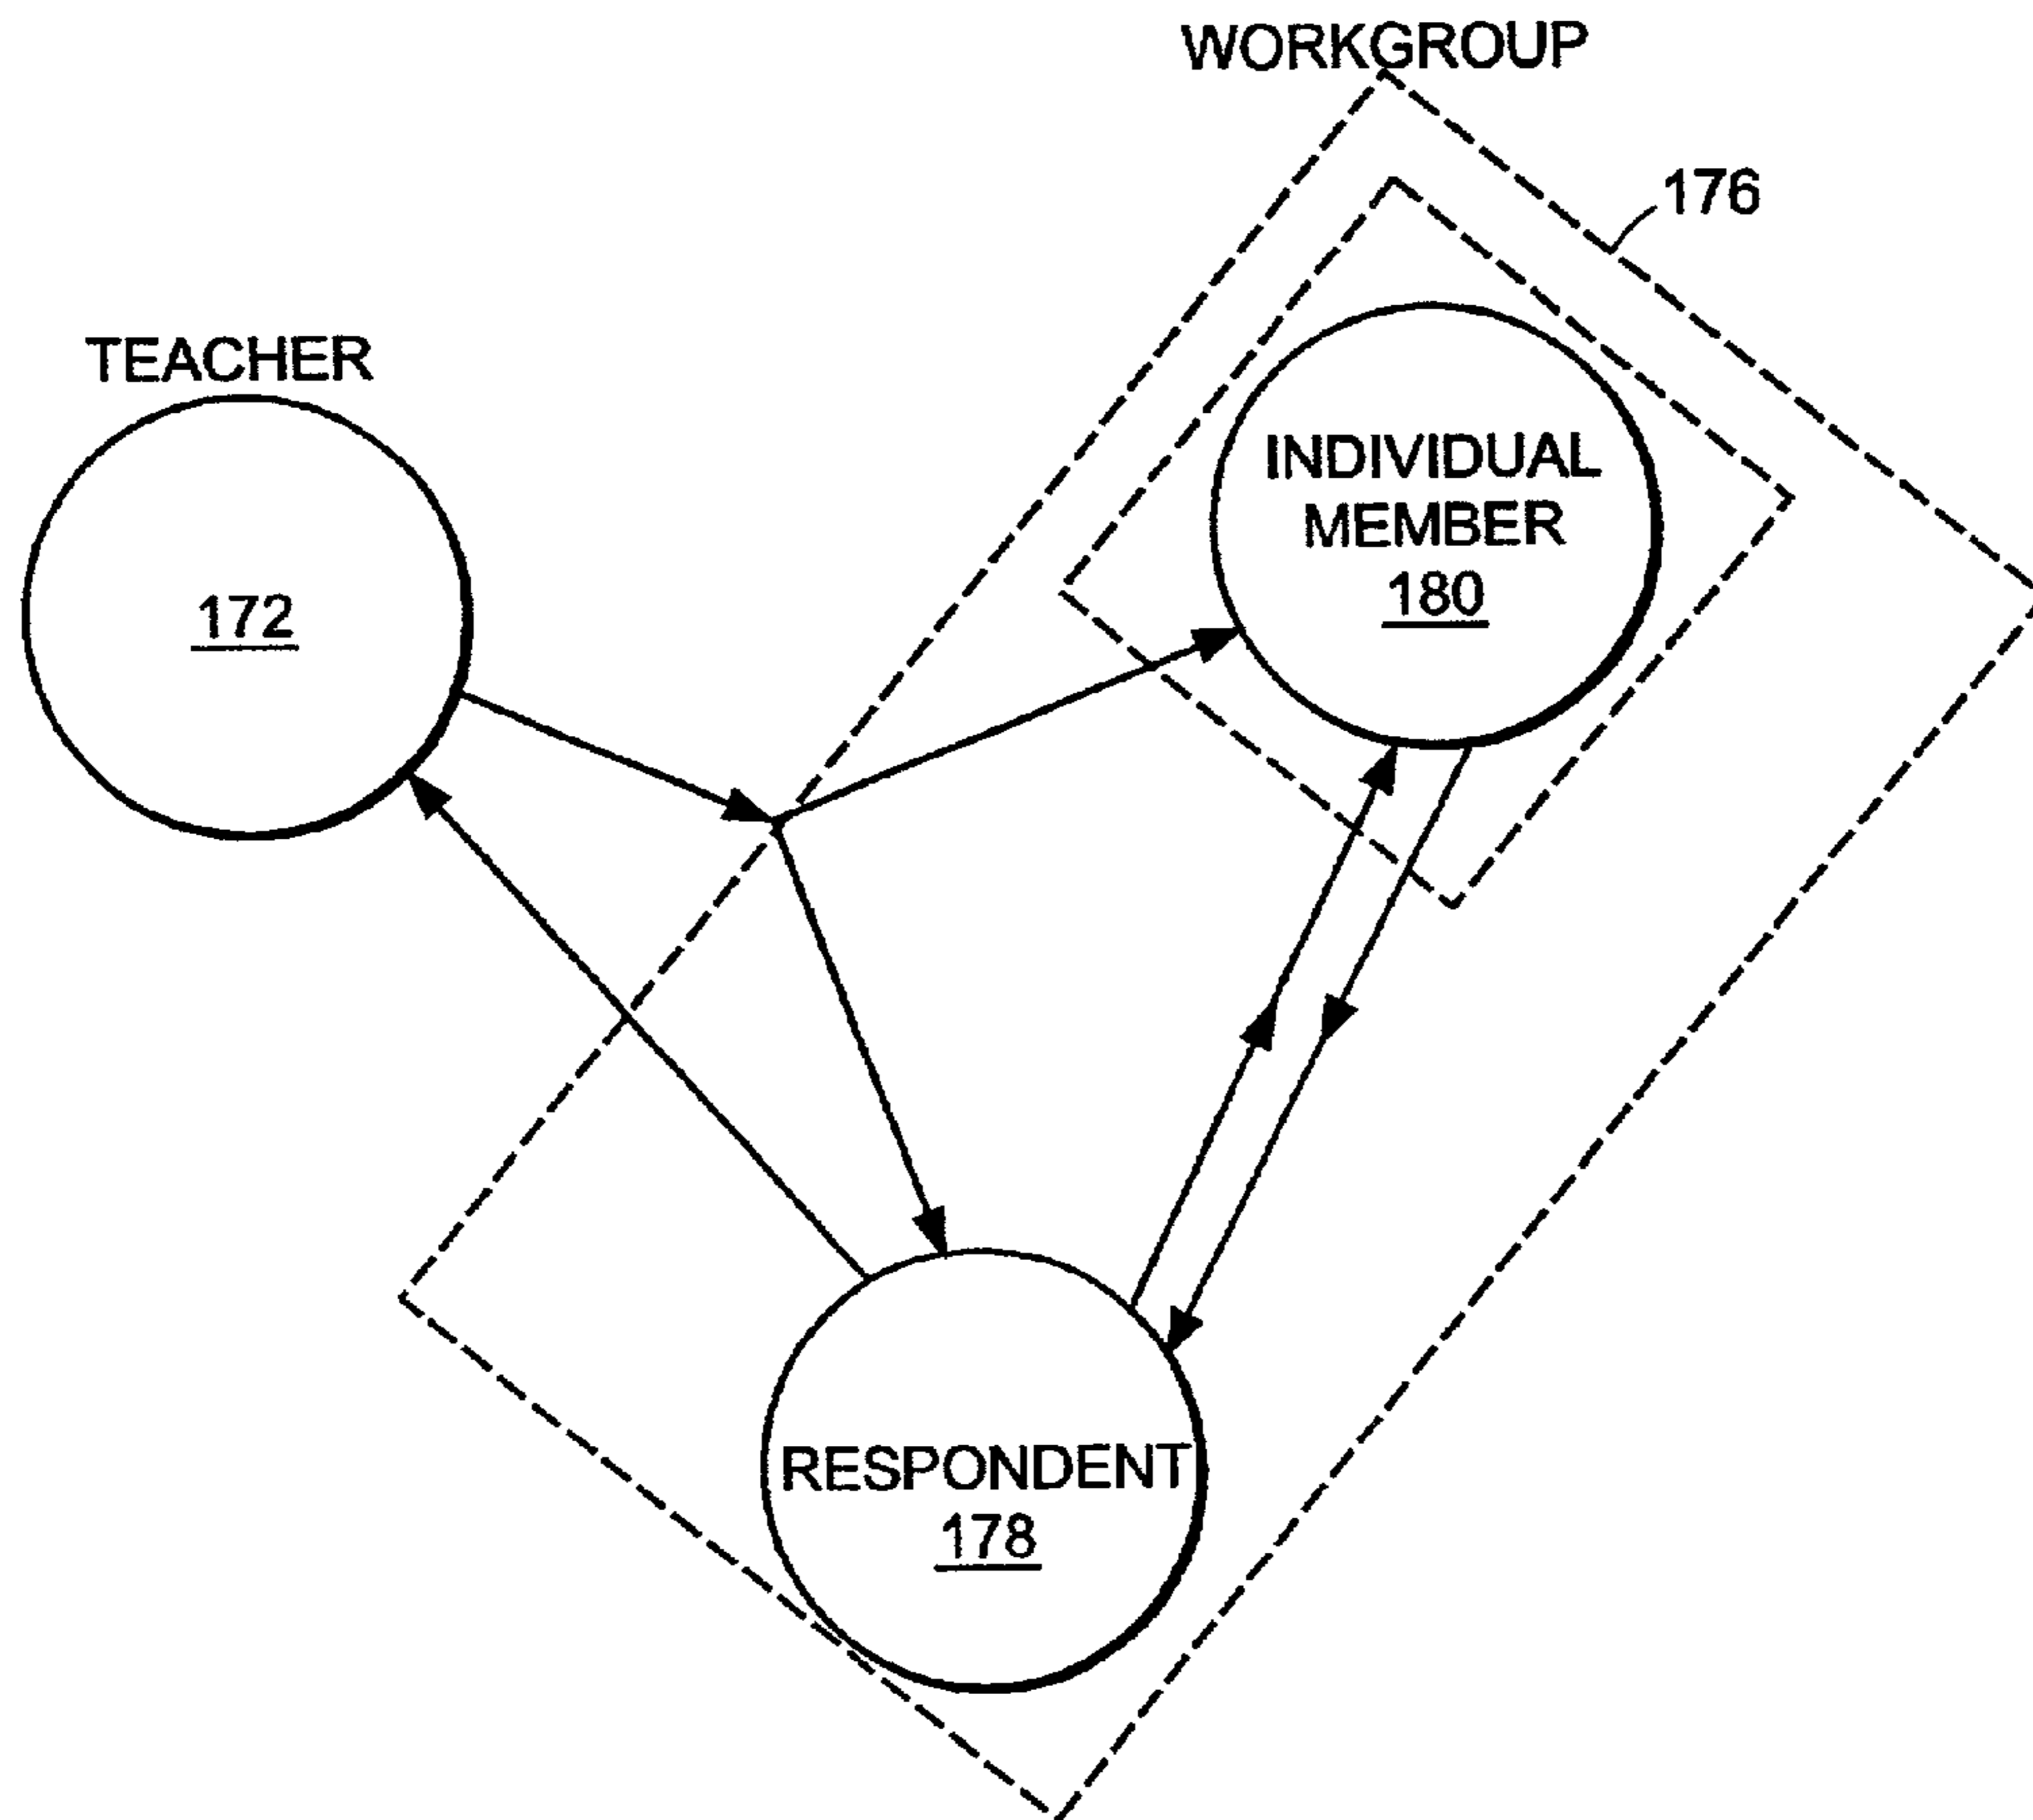 WORKGROUP
176
TEACHER
172
INDIVIDUAL
MEMBER
180
RESPONDENT
178